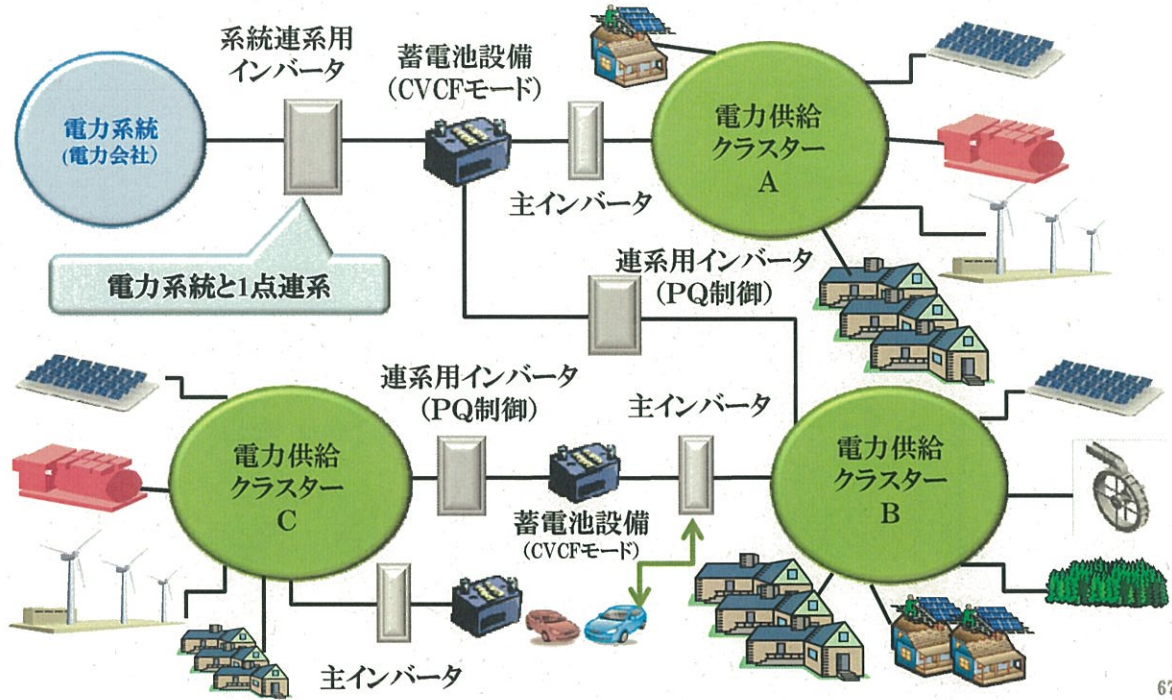 系統連系用
インバータ
蓄電池設備
(CVCFモード)
電力系統
(電力会社)
電力供給
クラスター
A
主インバータ
電力系統と1点連系
連系用インバータ
(PQ制御)
連系用インバータ
(PQ制御)
主インバータ
電力供給
クラスター
C
電力供給
クラスター
B
蓄電池設備
(CVCFモード)
主インバータ
67